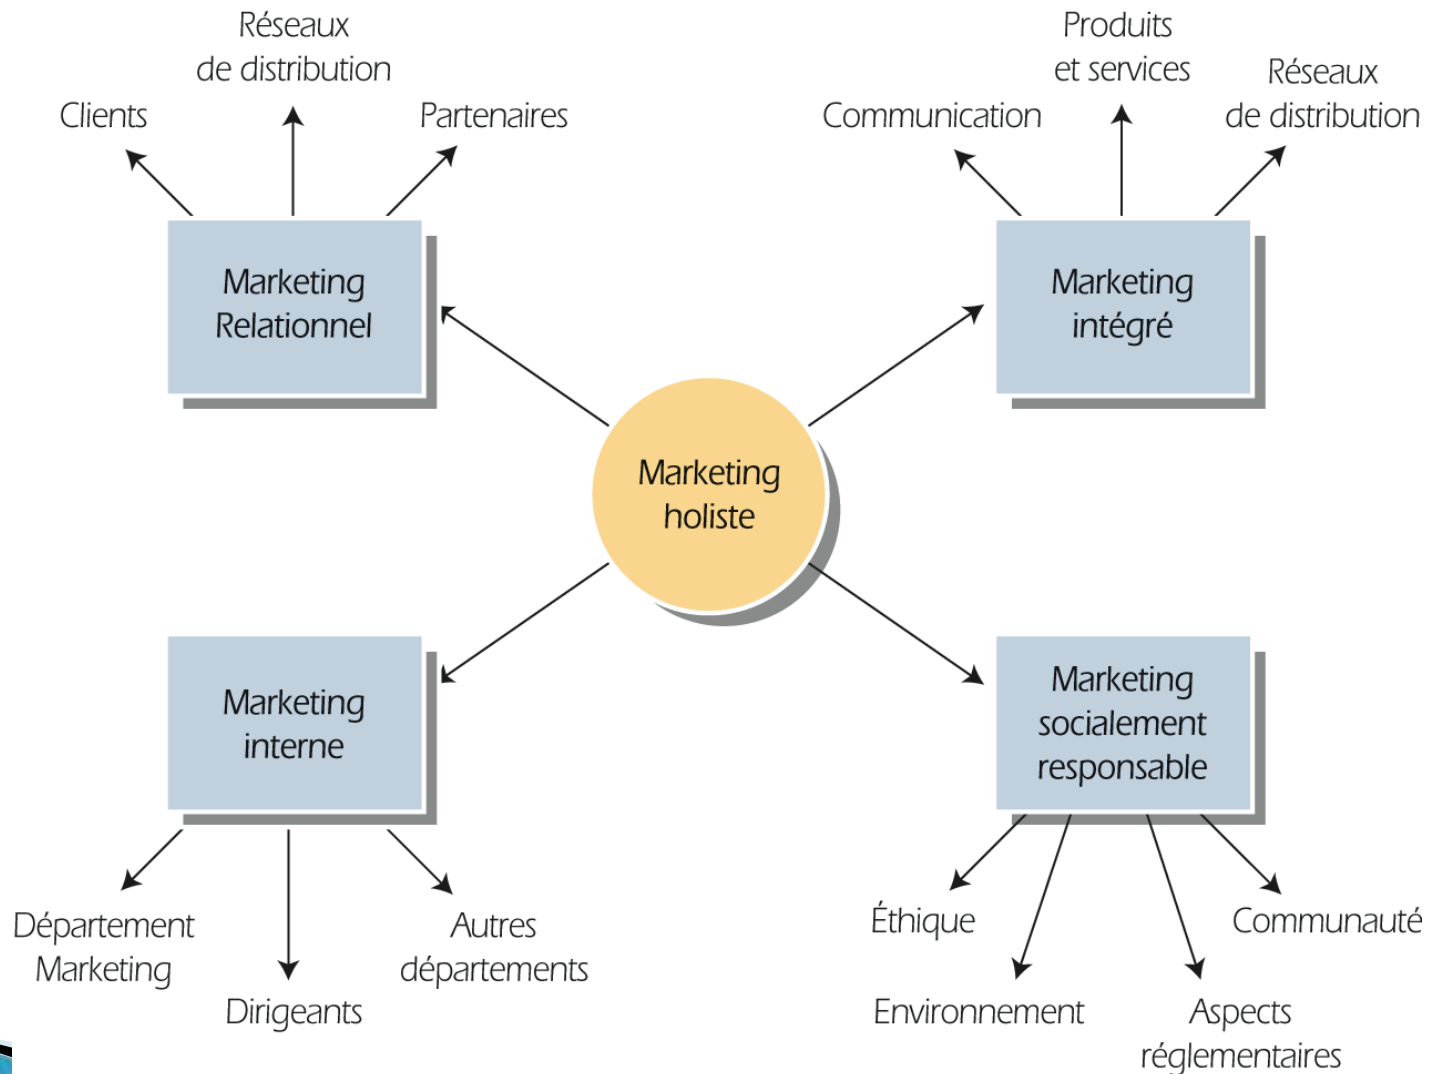 Réseaux
de distribution
Clients
Partenaires
Marketing
Relationnel
Produits
et services
Réseaux
de distribution
Communication
Marketing
intégré
Marketing
holiste
Marketing
interne
Département
Marketing
Dirigeants
Autres
départements
Marketing
socialement
responsable
Éthique
Environnement
Aspects
réglementaires
Communauté